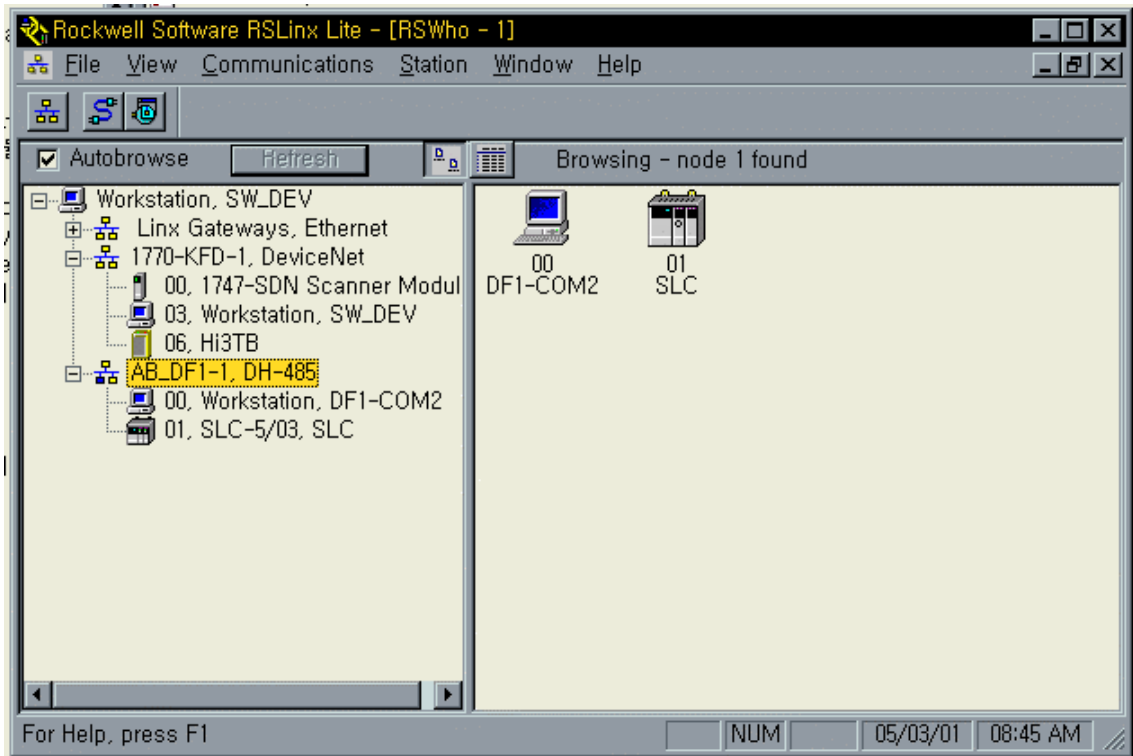 Rockwell Software RSLinx Lite - [RSWho - 1]
File View Communications Station Window Help
Autobrowse Refresh Browsing - node 1 found
Workstation, SW_DEV
Linx Gateways, Ethernet
1770-KFD-1, DeviceNet
00, 1747-SDN Scanner Modul
03, Workstation, SW_DEV
06, Hi3TB
AB_DF1-1, DH-485
00, Workstation, DF1-COM2
01, SLC-5/03, SLC
00
DF1-COM2
01
SLC
For Help, press F1 NUM 05/03/01 08:45 AM